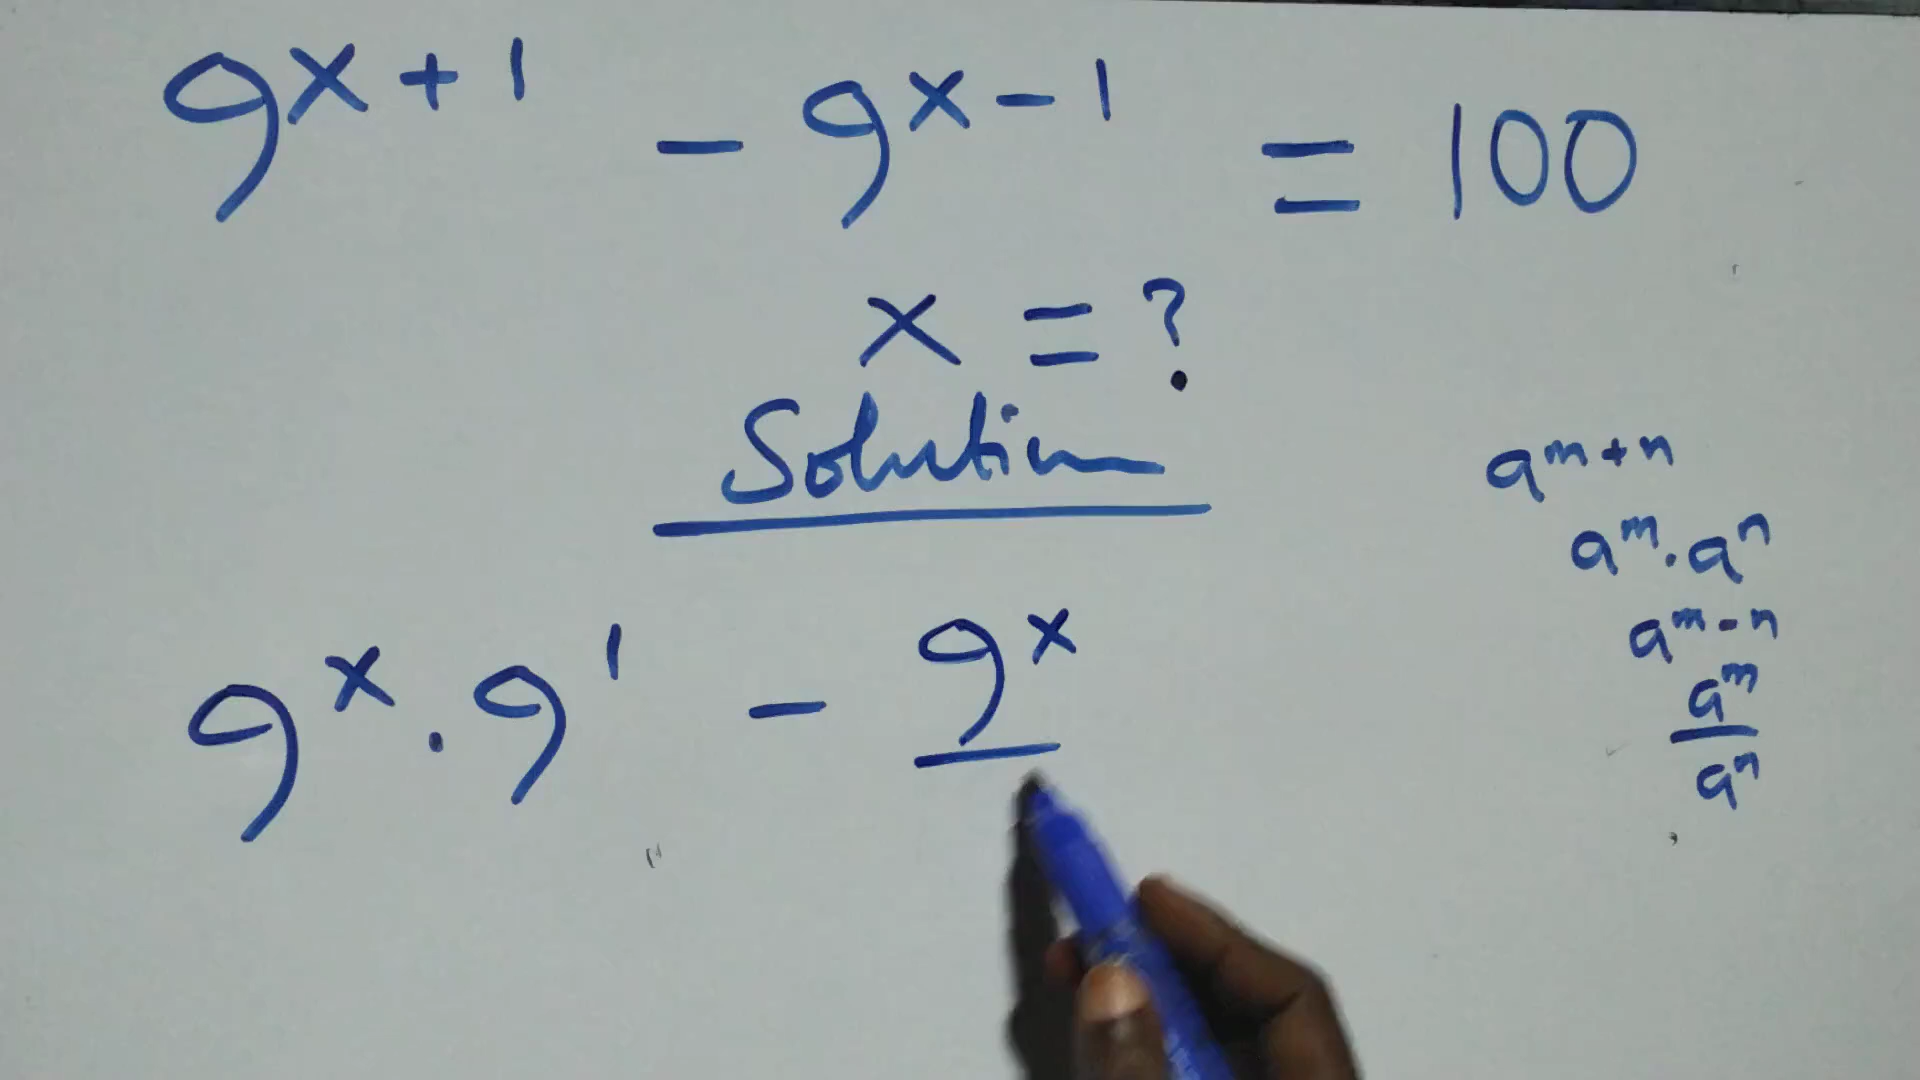 9^{x+1} - 9^{x-1} = 100
x = ?
Solution
a^{m+n}
a^m . a^n
a^{m-n}
a^m
a^n
9^x . 9^1 - 9^x